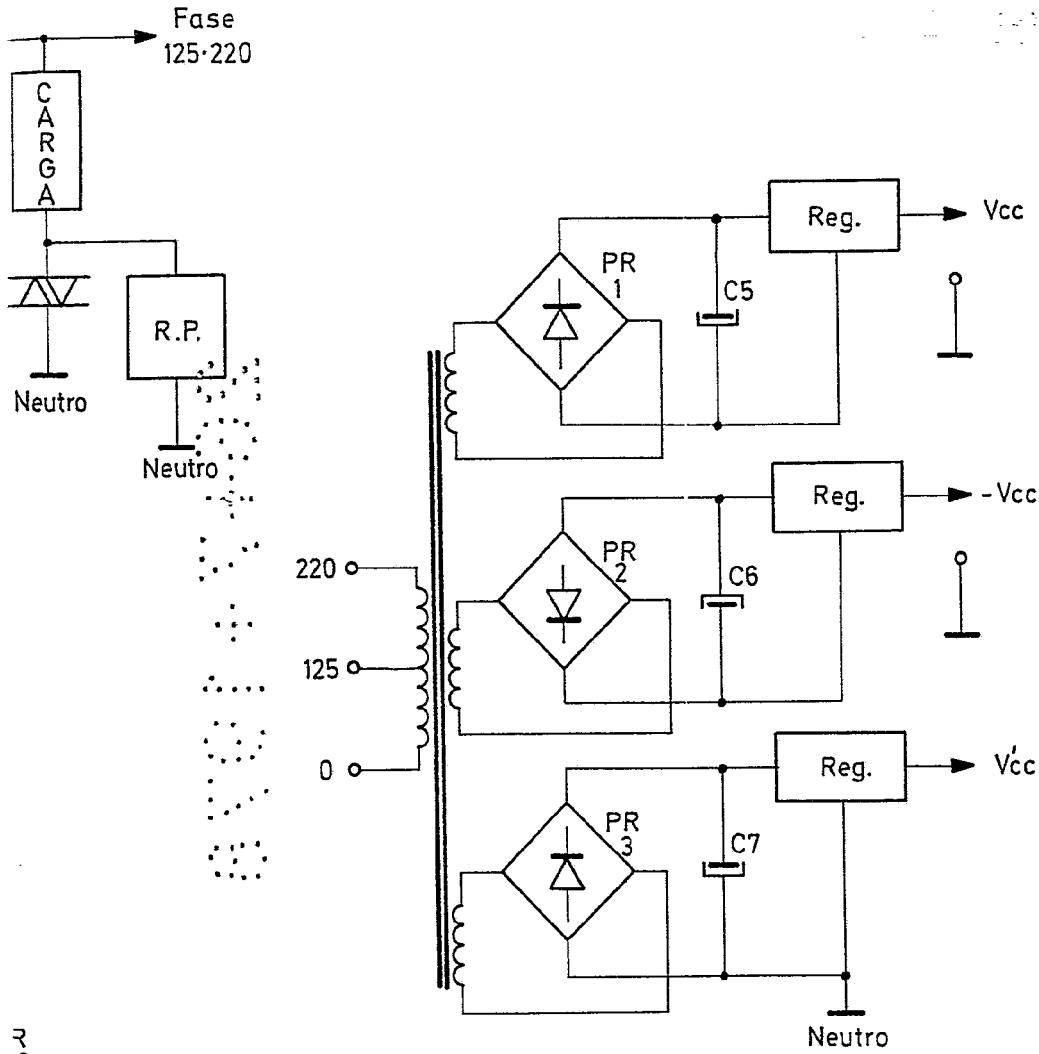 Fase
125·220
CARGA
R.P.
Neutro
Neutro
PR
1
C5
Reg.
Vcc
220
125
0
PR
2
C6
Reg.
-Vcc
PR
3
C7
Reg.
V'cc
Neutro